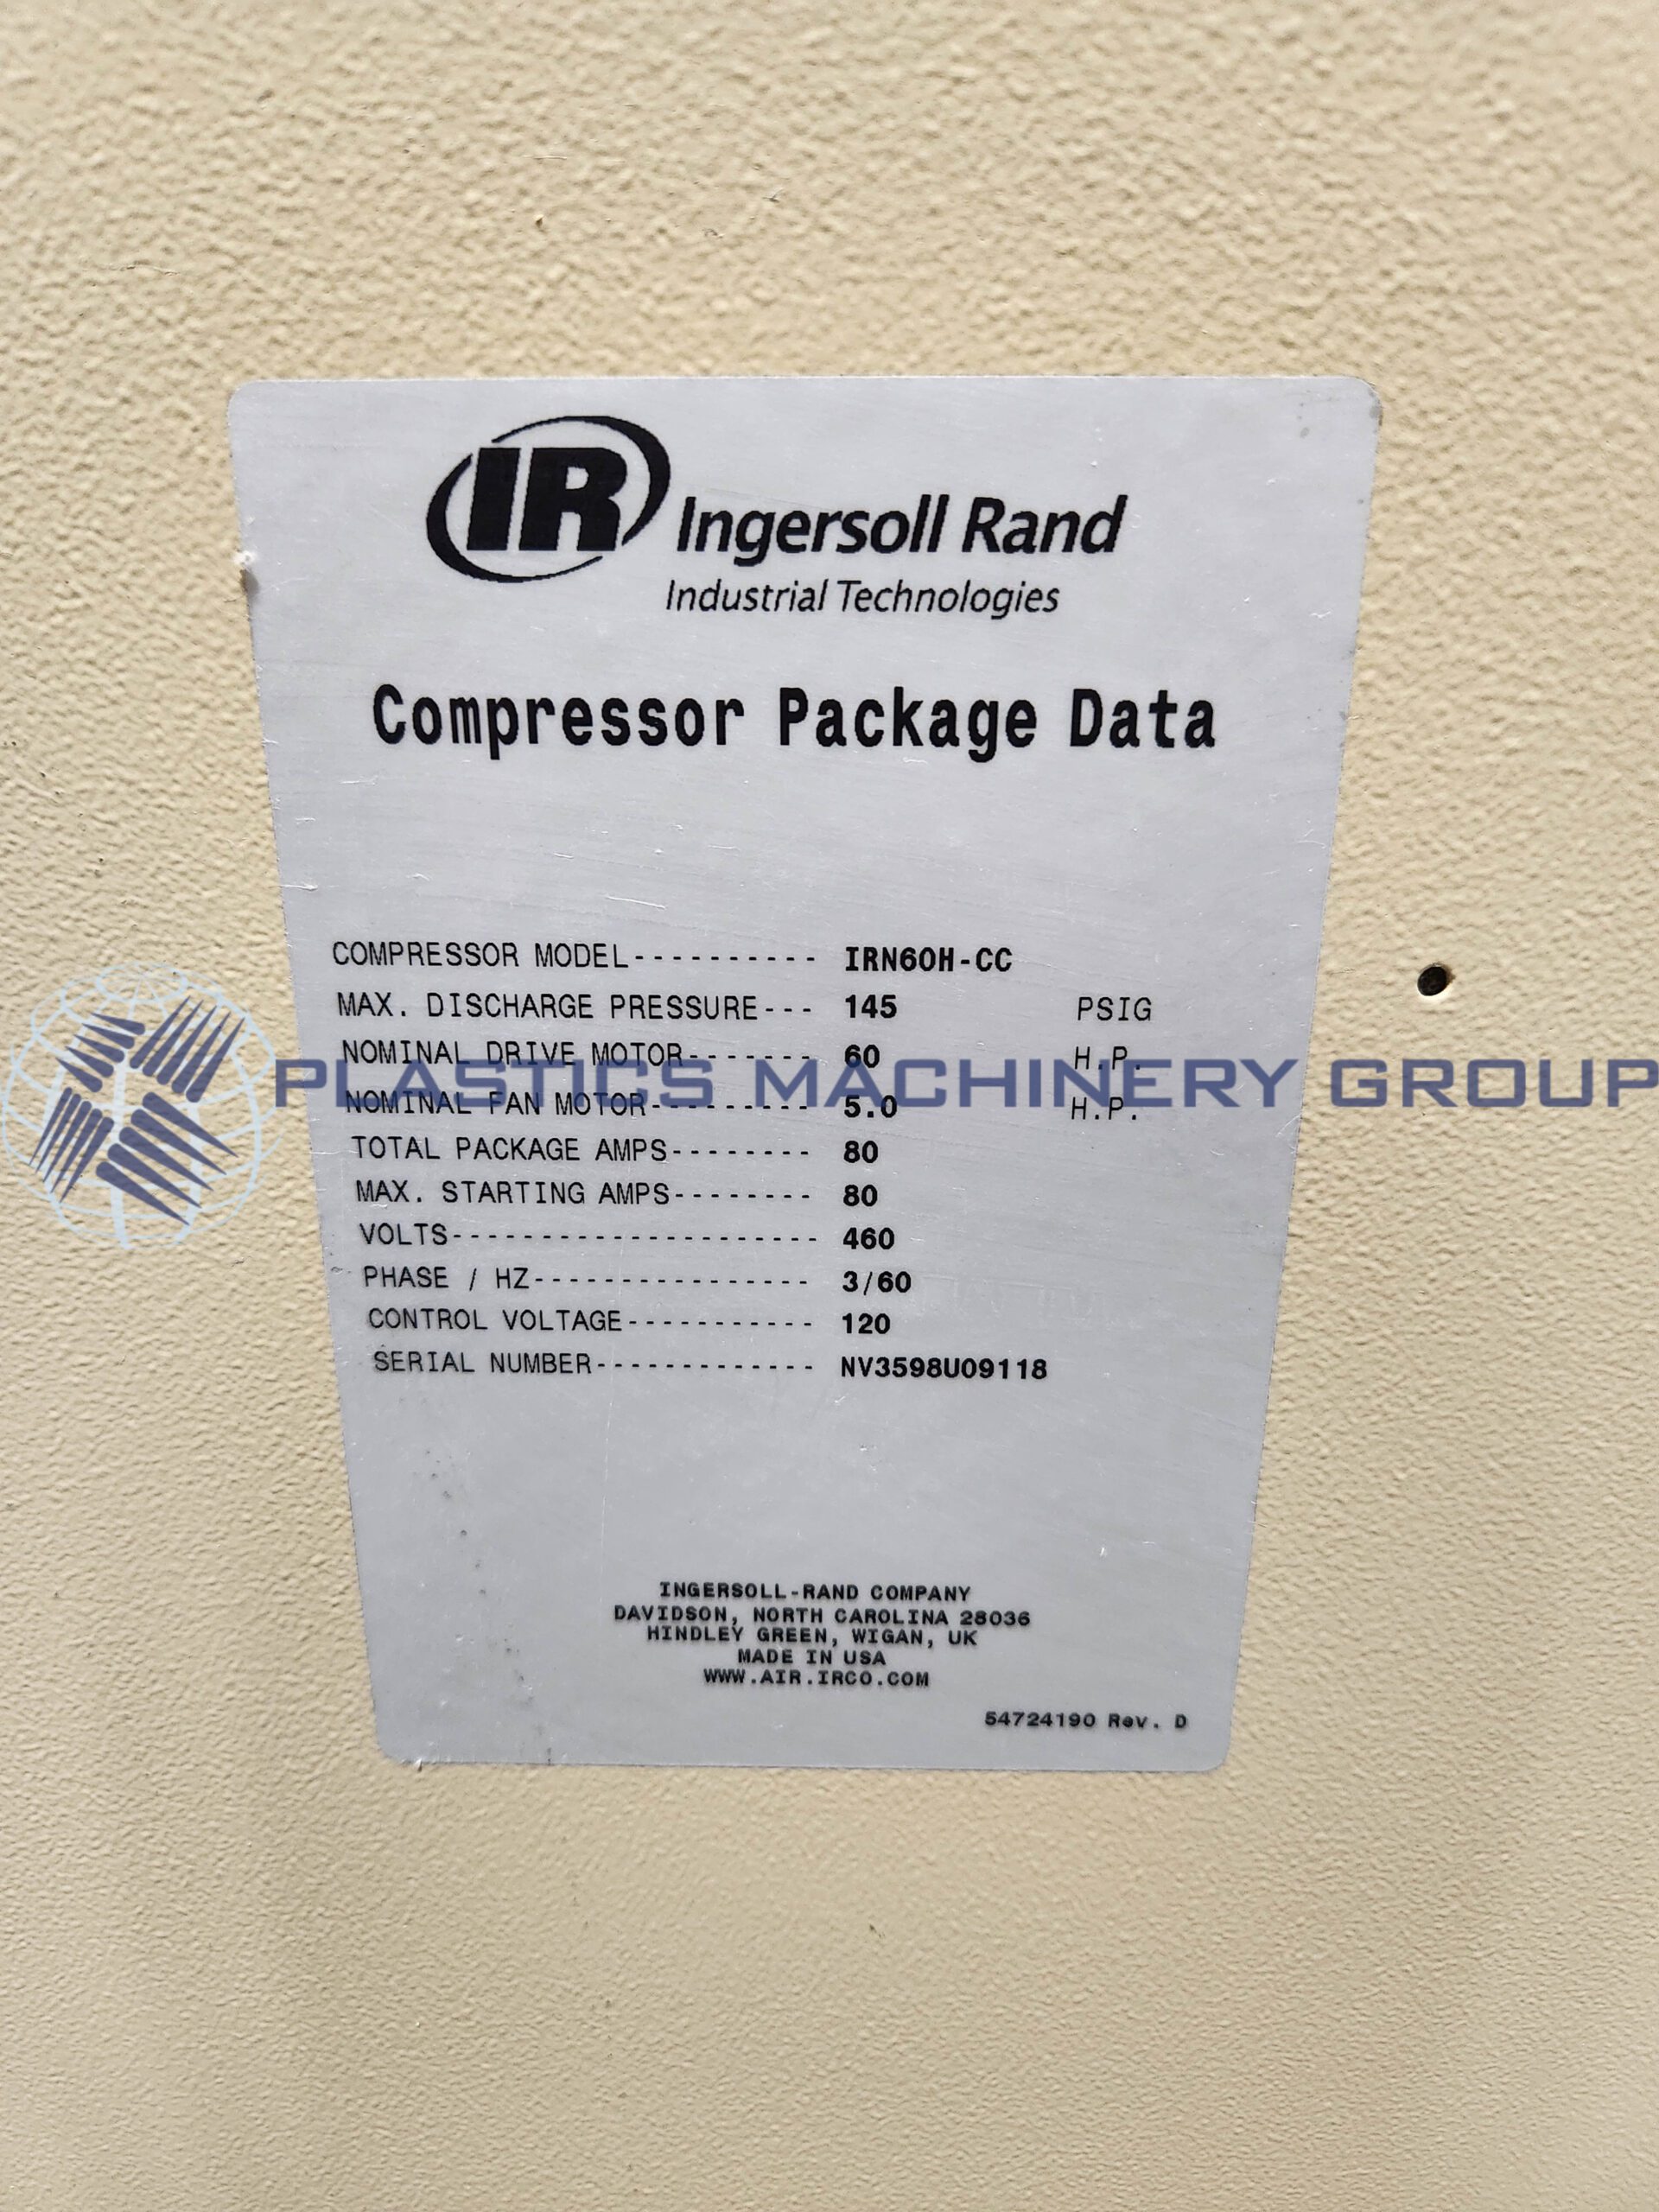 IR Ingersoll Rand
Industrial Technologies
Compressor Package Data
COMPRESSOR MODEL---------- IRN60H-CC
MAX. DISCHARGE PRESSURE--- 145 PSIG
NOMINAL DRIVE MOTOR------- 60 H.P.
PLASTICS MACHINERY GROUP
NOMINAL FAN MOTOR--------- 5.0 H.P.
TOTAL PACKAGE AMPS-------- 80
MAX. STARTING AMPS-------- 80
VOLTS--------------------- 460
PHASE / HZ---------------- 3/60
CONTROL VOLTAGE----------- 120
SERIAL NUMBER------------- NV3598U09118
INGERSOLL-RAND COMPANY
DAVIDSON, NORTH CAROLINA 28036
HINDLEY GREEN, WIGAN, UK
MADE IN USA
WWW.AIR.IRCO.COM
54724190 Rev. D